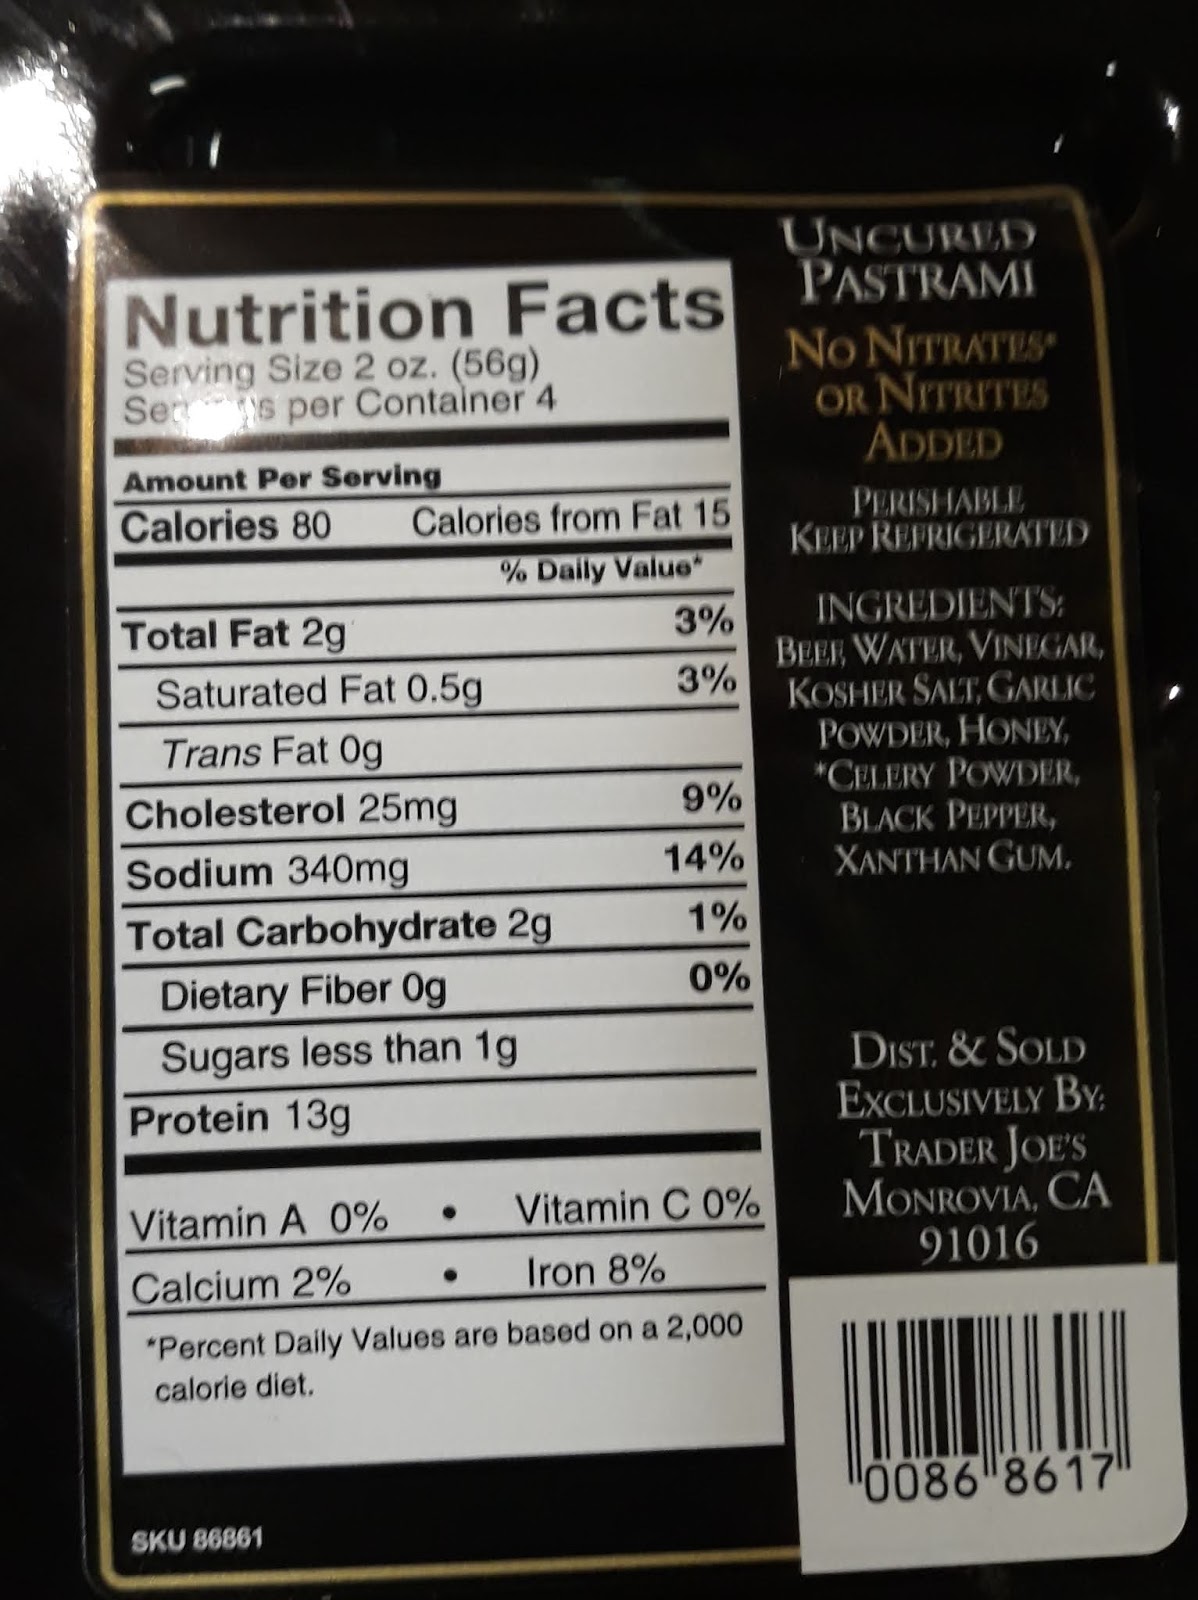 Nutrition Facts
Serving Size 2 oz. (56g)
per Container 4
Amount Per Serving
Calories 80 Calories from Fat 15
% Daily Value*
Total Fat 2g 3%
Saturated Fat 0.5g 3%
Trans Fat 0g
Cholesterol 25mg 9%
Sodium 340mg 14%
Total Carbohydrate 2g 1%
Dietary Fiber 0g 0%
Sugars less than 1g
Protein 13g
Vitamin A 0% • Vitamin C 0%
Calcium 2% • Iron 8%
*Percent Daily Values are based on a 2,000
calorie diet.
SKU 86861
UNCURED
PASTRAMI
NO NITRATES*
OR NITRITES
ADDED
PERISHABLE
KEEP REFRIGERATED
INGREDIENTS:
BEEF, WATER, VINEGAR,
KOSHER SALT, GARLIC
POWDER, HONEY,
*CELERY POWDER,
BLACK PEPPER,
XANTHAN GUM.
DIST. & SOLD
EXCLUSIVELY BY:
TRADER JOE'S
MONROVIA, CA
91016
0086 8617